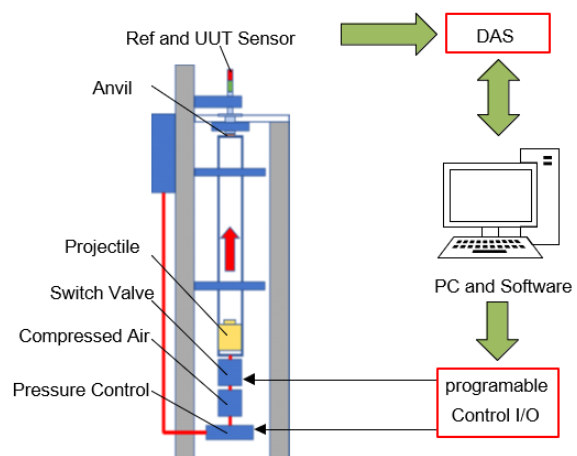 Ref and UUT Sensor
DAS
Anvil
Projectile
Switch Valve
PC and Software
Compressed Air
Pressure Control
programable
Control I/O